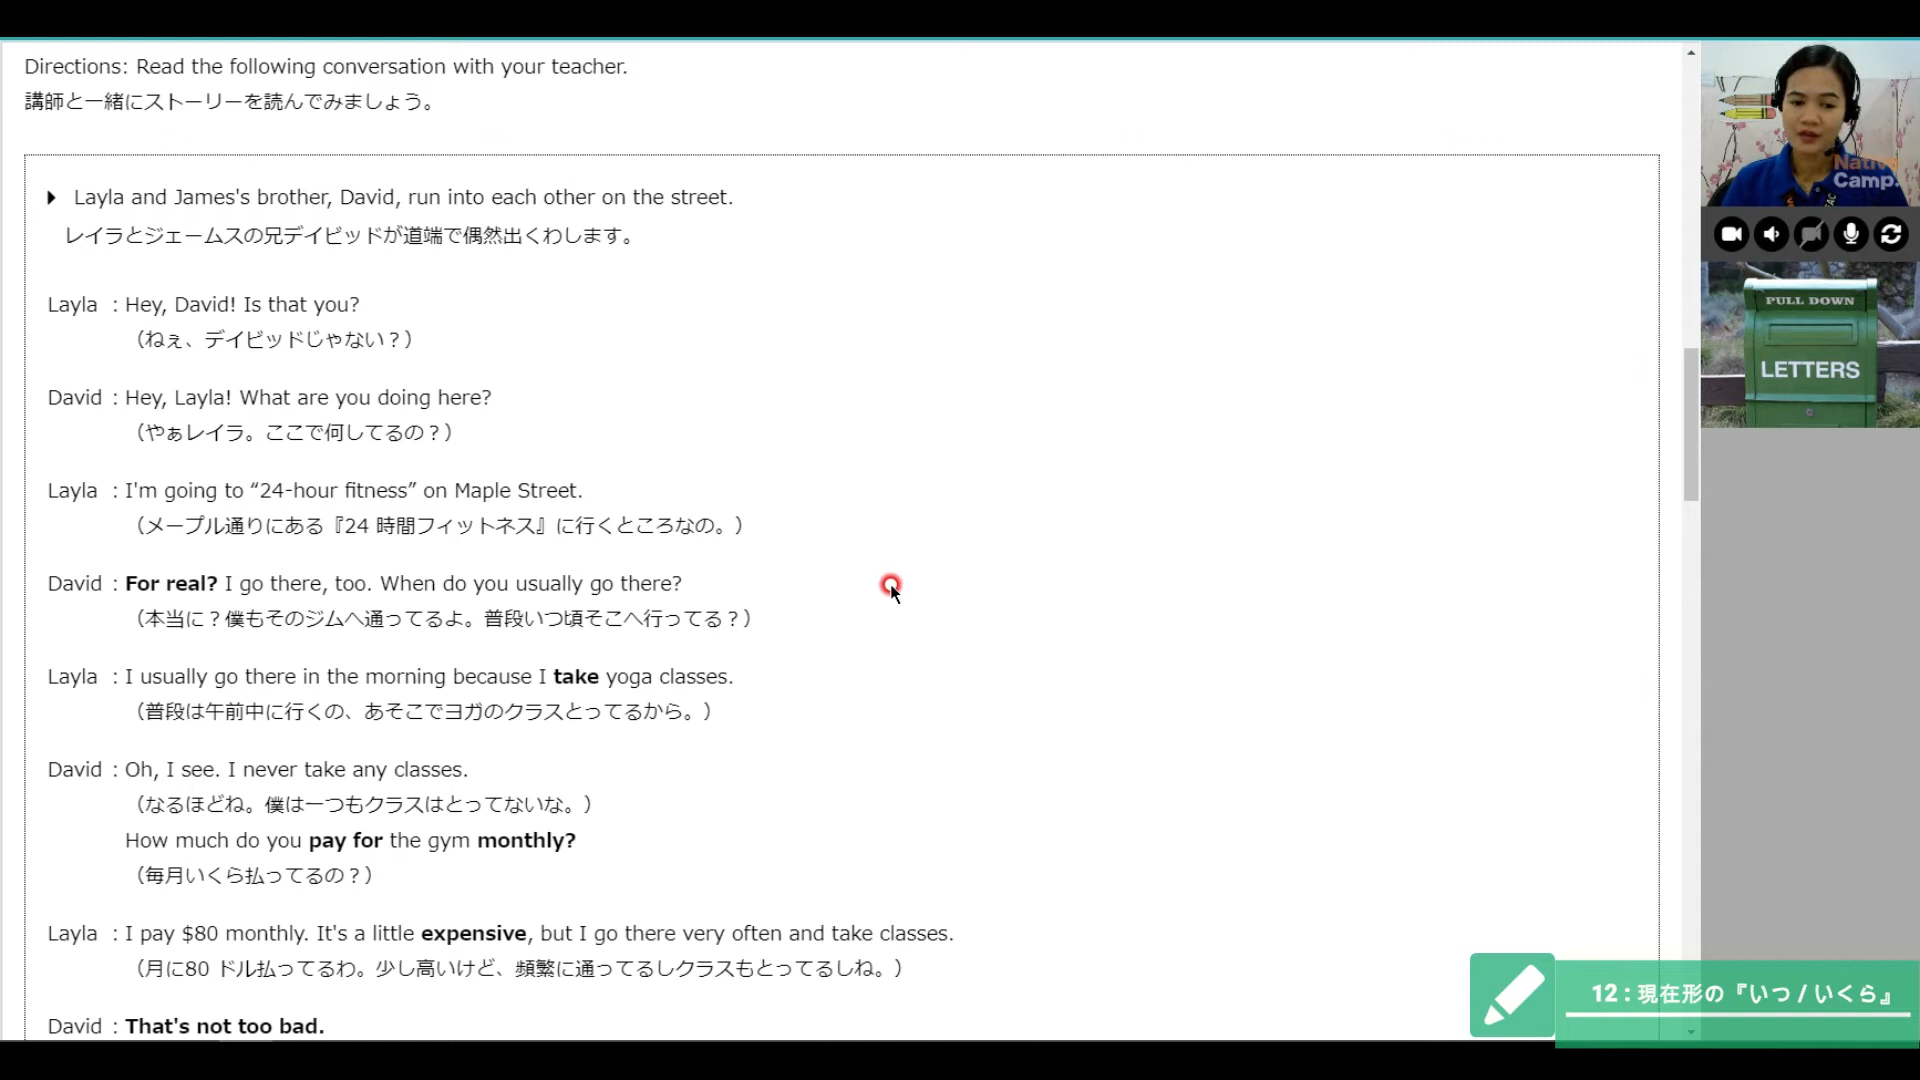 Directions: Read the following conversation with your teacher.
講師と一緒にストーリーを読んでみましょう。
Layla and James's brother, David, run into each other on the street.
レイラとジェームスの兄デイビッドが道端で偶然出くわします。
Layla : Hey, David! Is that you?
（ねぇ、デイビッドじゃない？）
David : Hey, Layla! What are you doing here?
（やぁレイラ。ここで何してるの？）
Layla : I'm going to “24-hour fitness” on Maple Street.
（メープル通りにある『24 時間フィットネス』に行くところなの。）
David : For real? I go there, too. When do you usually go there?
（本当に？僕もそのジムへ通ってるよ。普段いつ頃そこへ行ってる？）
Layla : I usually go there in the morning because I take yoga classes.
（普段は午前中に行くの、あそこでヨガのクラスとってるから。）
David : Oh, I see. I never take any classes.
（なるほどね。僕は一つもクラスはとってないな。）
How much do you pay for the gym monthly?
（毎月いくら払ってるの？）
Layla : I pay $80 monthly. It's a little expensive, but I go there very often and take classes.
（月に80 ドル払ってるわ。少し高いけど、頻繁に通ってるしクラスもとってるしね。）
David : That's not too bad.
Native
Camp.
PULL DOWN
LETTERS
12 : 現在形の『いつ / いくら』